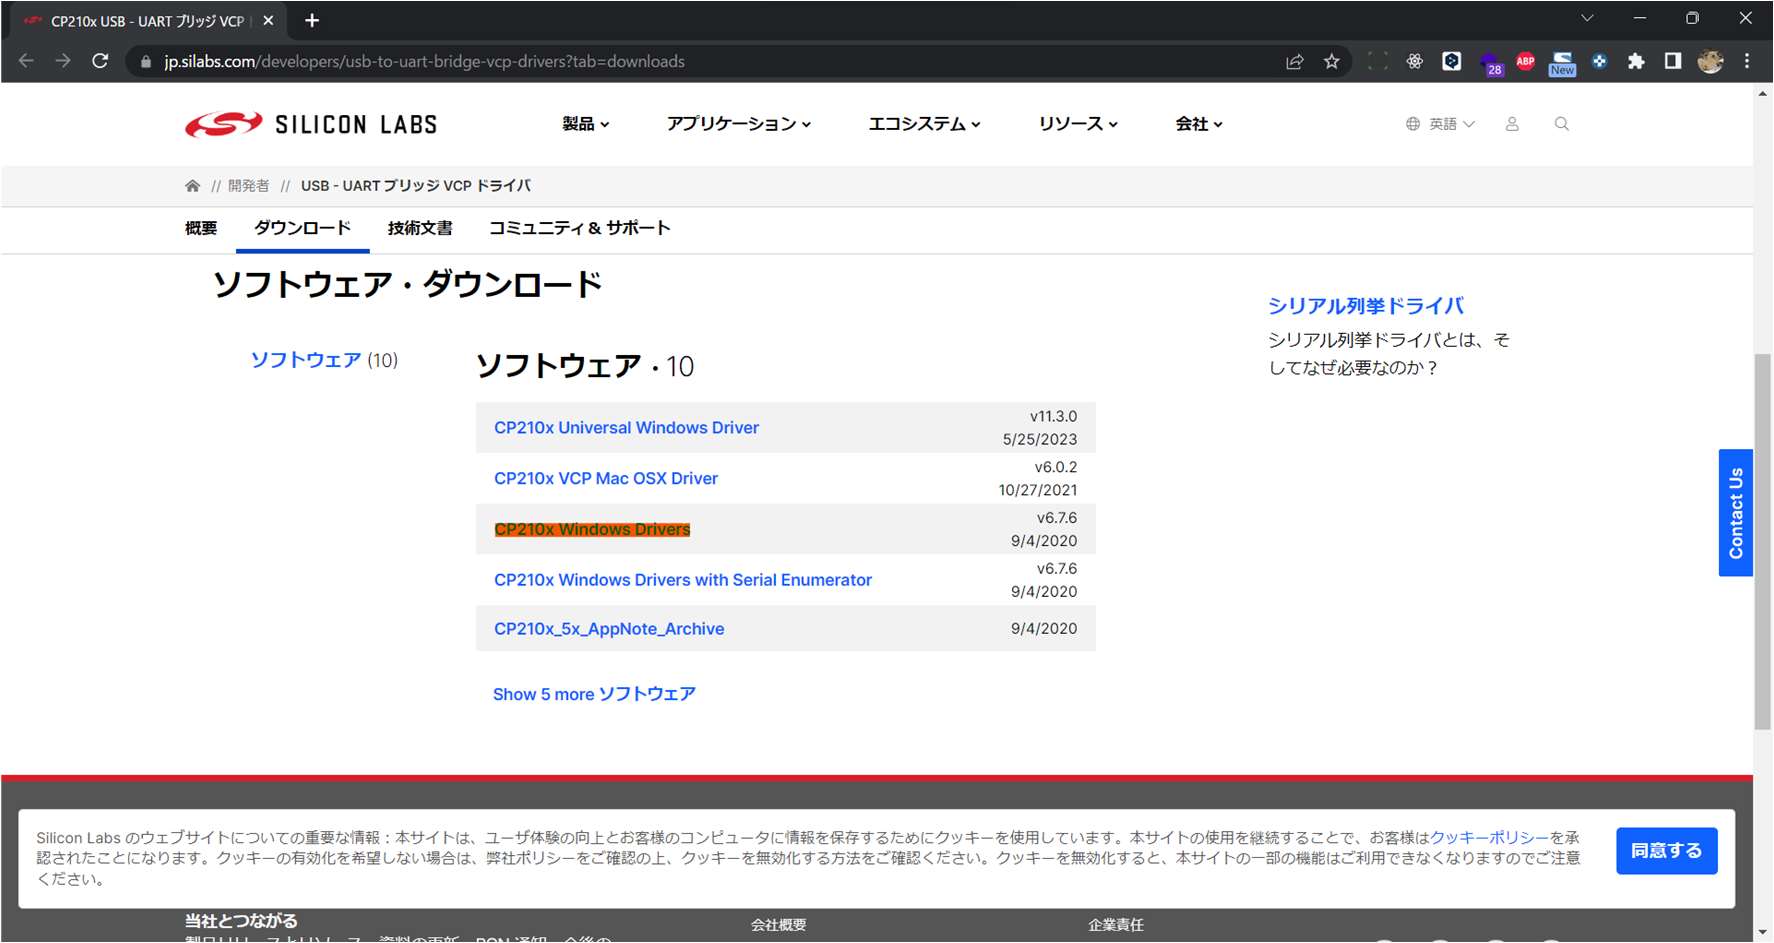 CP210x USB - UART ブリッジ VCP
jp.silabs.com/developers/usb-to-uart-bridge-vcp-drivers?tab=downloads
28
ABP
New
SILICON LABS
製品
アプリケーション
エコシステム
リソース
会社
英語
// 開発者 // USB - UART ブリッジ VCP ドライバ
概要
ダウンロード
技術文書
コミュニティ & サポート
ソフトウェア・ダウンロード
シリアル列挙ドライバ
シリアル列挙ドライバとは、そ
してなぜ必要なのか？
ソフトウェア (10)
ソフトウェア · 10
CP210x Universal Windows Driver
v11.3.0
5/25/2023
CP210x VCP Mac OSX Driver
v6.0.2
10/27/2021
CP210x Windows Drivers
v6.7.6
9/4/2020
CP210x Windows Drivers with Serial Enumerator
v6.7.6
9/4/2020
CP210x_5x_AppNote_Archive
9/4/2020
Show 5 more ソフトウェア
Contact Us
Silicon Labs のウェブサイトについての重要な情報：本サイトは、ユーザ体験の向上とお客様のコンピュータに情報を保存するためにクッキーを使用しています。本サイトの使用を継続することで、お客様はクッキーポリシーを承
認されたことになります。クッキーの有効化を希望しない場合は、弊社ポリシーをご確認の上、クッキーを無効化する方法をご確認ください。クッキーを無効化すると、本サイトの一部の機能はご利用できなくなりますのでご注意
ください。
同意する
当社とつながる
会社概要
企業責任